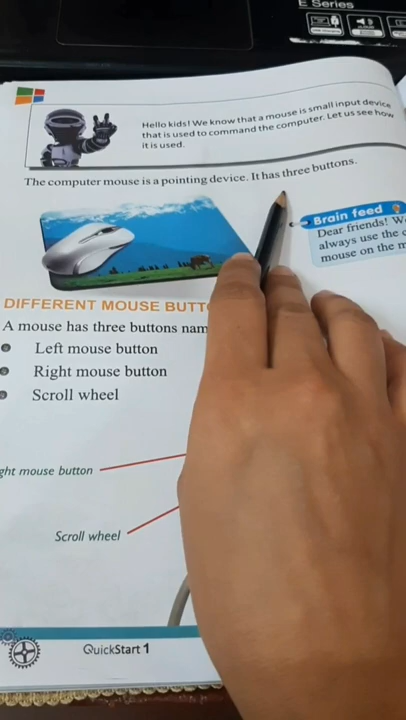 E Series
Hello kids! We know that a mouse is small input device
that is used to command the computer. Let us see how
it is used.
The computer mouse is a pointing device. It has three buttons.
Brain feed
Dear friends! W
always use the
mouse on the m
DIFFERENT MOUSE BUTT
A mouse has three buttons nam
Left mouse button
Right mouse button
Scroll wheel
ght mouse button
Scroll wheel
QuickStart 1